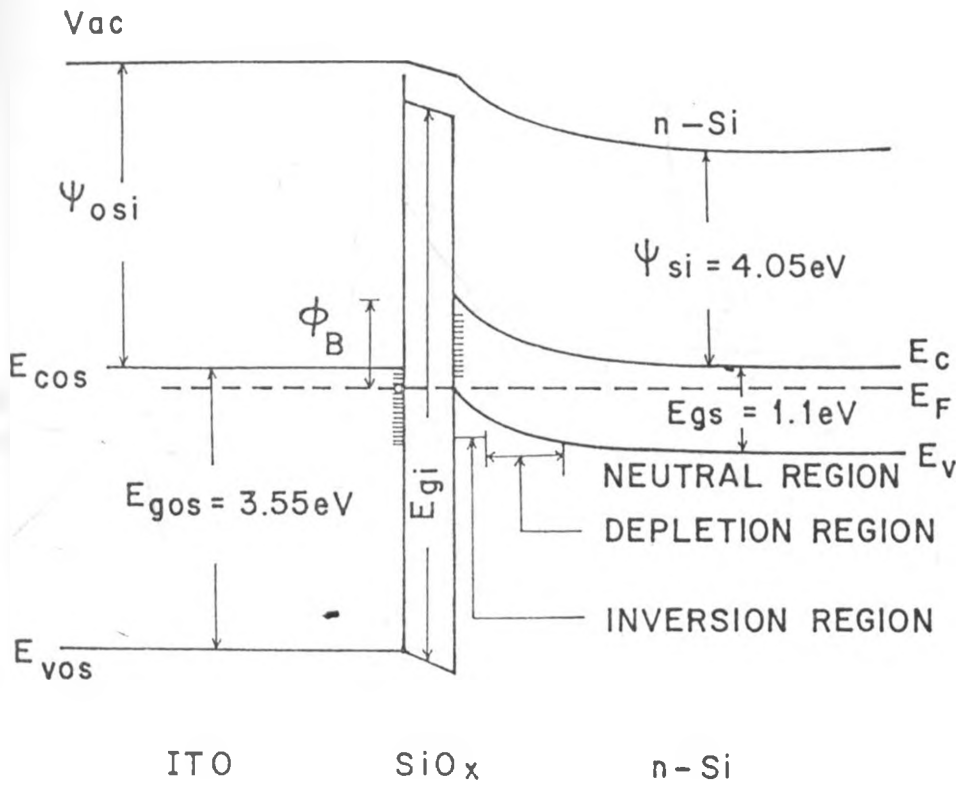 Vac
n-Si
Ψosi
Ψsi = 4.05eV
ϕB
Ecos
Ec
EF
Egs = 1.1eV
Ev
Egos = 3.55eV
Egi
NEUTRAL REGION
DEPLETION REGION
INVERSION REGION
Evos
ITO SiOx n-Si